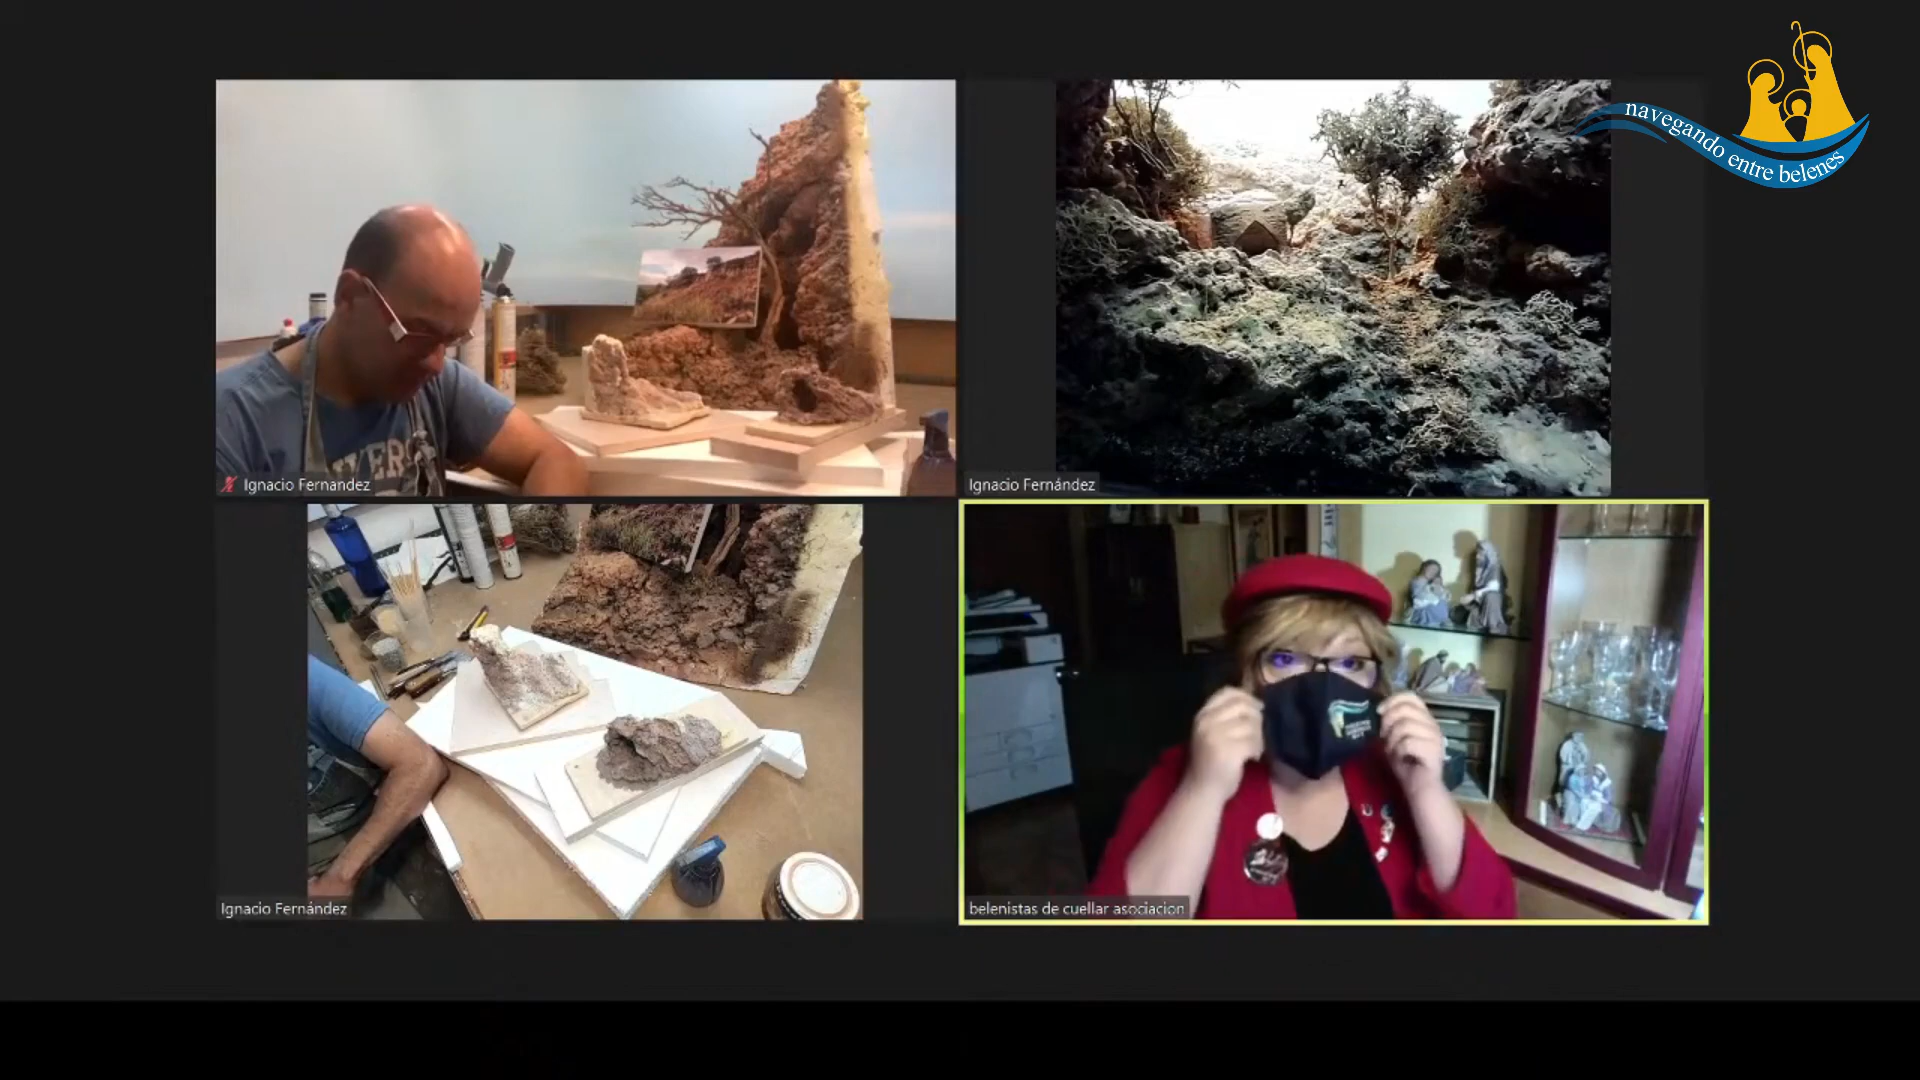 navegando entre belenes
Ignacio Fernandez
Ignacio Fernández
Ignacio Fernández
belenistas de cuellar asociacion